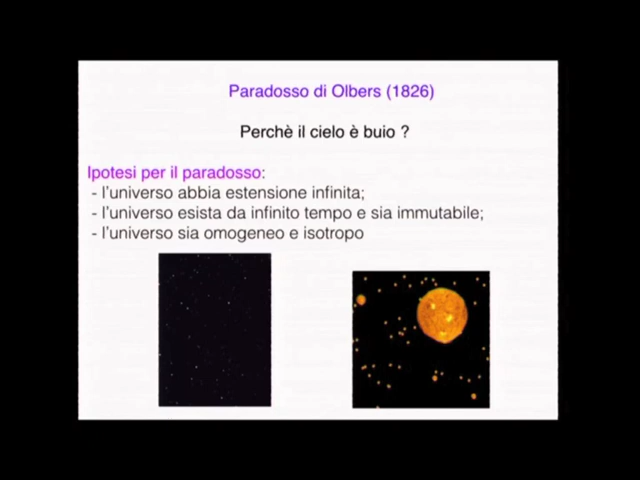 Paradosso di Olbers (1826)
Perchè il cielo è buio ?
Ipotesi per il paradosso:
- l'universo abbia estensione infinita;
- l'universo esista da infinito tempo e sia immutabile;
- l'universo sia omogeneo e isotropo